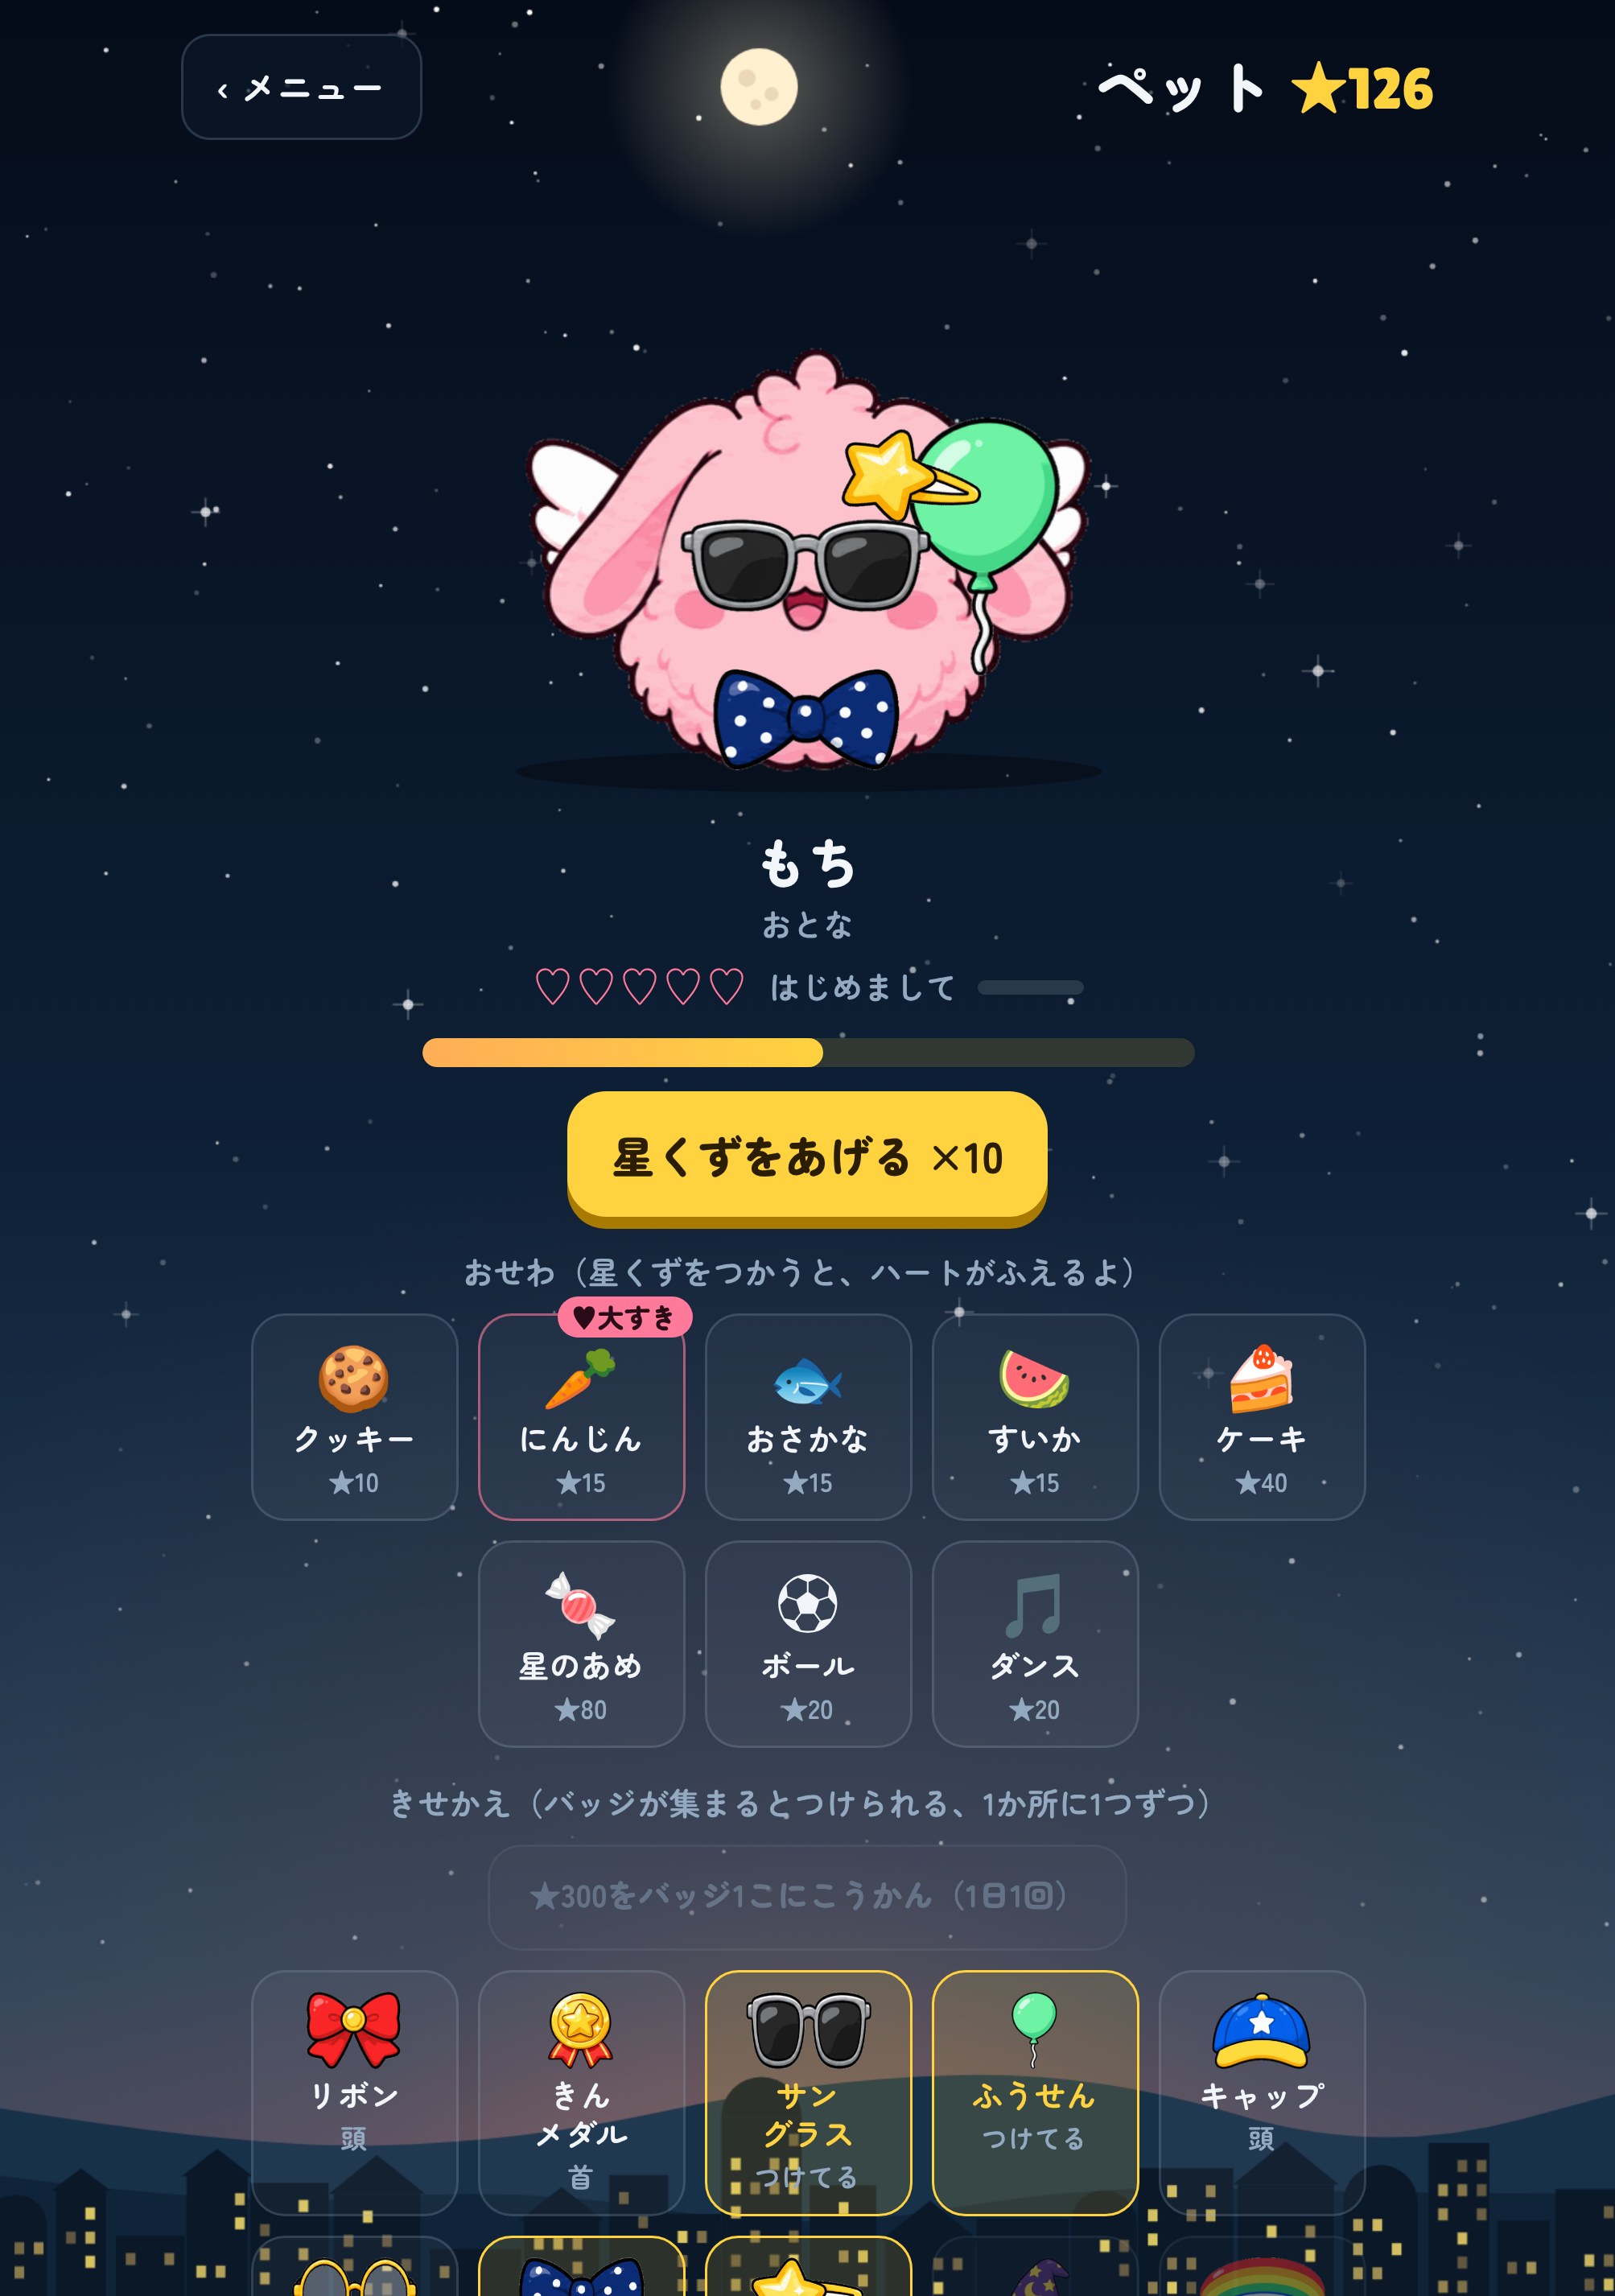 ‹ メニュー
ペット ★126
もち
おとな
♡♡♡♡♡ はじめまして
星くずをあげる ×10
おせわ（星くずをつかうと、ハートがふえるよ）
♥大すき
クッキー
★10
にんじん
★15
おさかな
★15
すいか
★15
ケーキ
★40
星のあめ
★80
ボール
★20
ダンス
★20
きせかえ（バッジが集まるとつけられる、1か所に1つずつ）
★300をバッジ1こにこうかん（1日1回）
リボン
頭
きん
メダル
首
サン
グラス
つけてる
ふうせん
つけてる
キャップ
頭